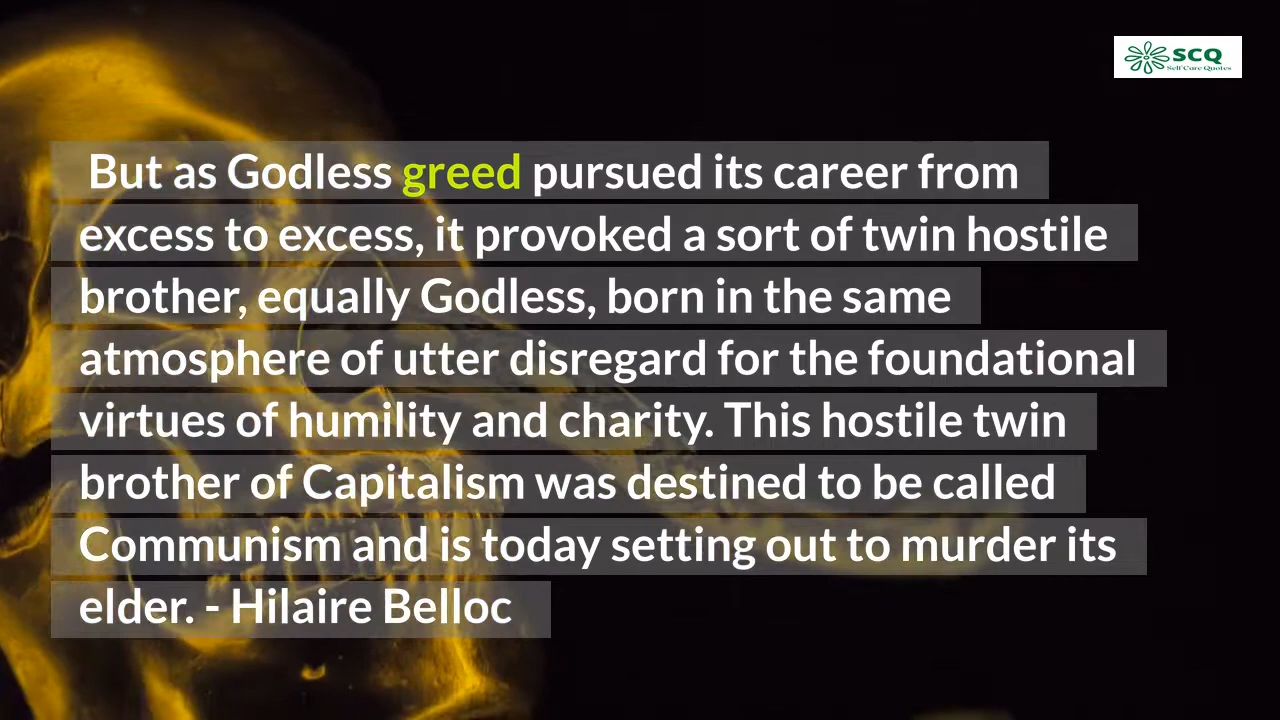 SCQ
Self Care Quotes
But as Godless greed pursued its career from
excess to excess, it provoked a sort of twin hostile
brother, equally Godless, born in the same
atmosphere of utter disregard for the foundational
virtues of humility and charity. This hostile twin
brother of Capitalism was destined to be called
Communism and is today setting out to murder its
elder. - Hilaire Belloc